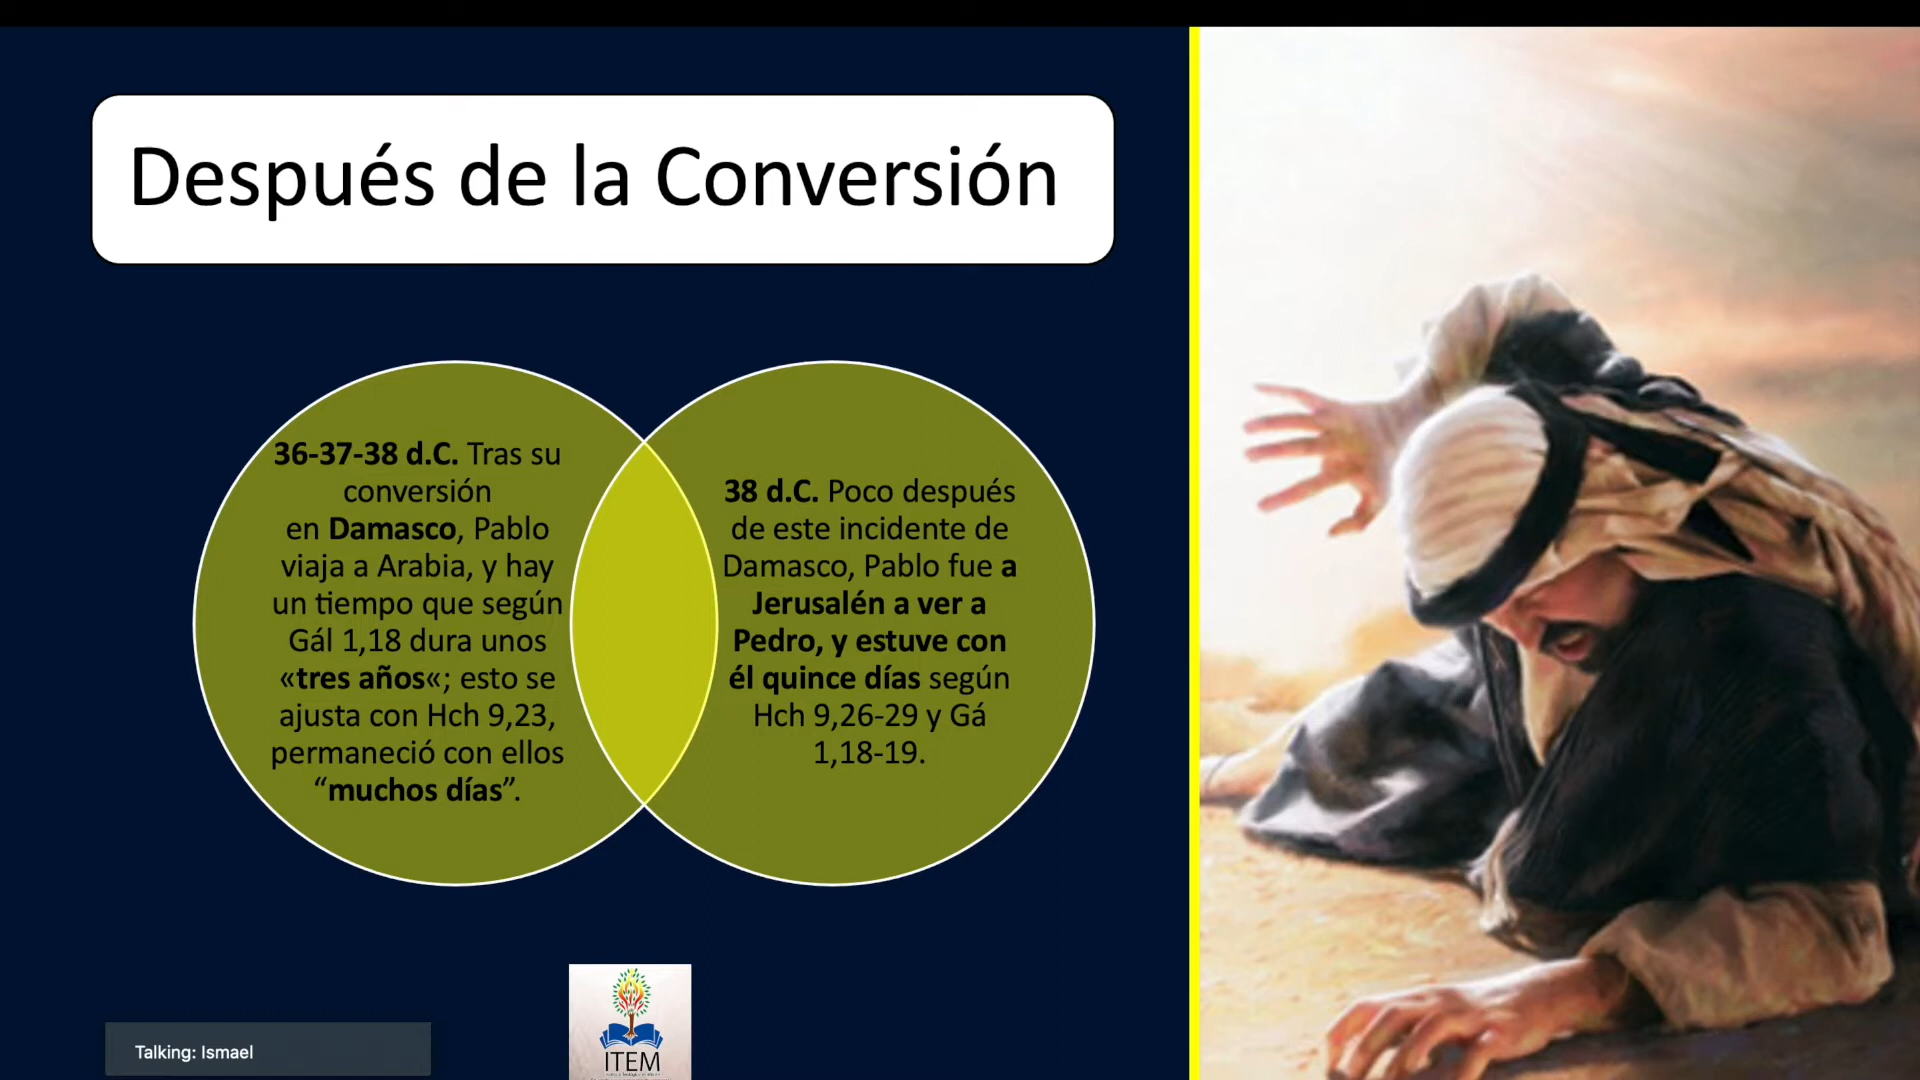 Después de la Conversión
36-37-38 d.C. Tras su
conversión
en Damasco, Pablo
viaja a Arabia, y hay
un tiempo que según
Gál 1,18 dura unos
«tres años«; esto se
ajusta con Hch 9,23,
permaneció con ellos
“muchos días”.
38 d.C. Poco después
de este incidente de
Damasco, Pablo fue a
Jerusalén a ver a
Pedro, y estuve con
él quince días según
Hch 9,26-29 y Gá
1,18-19.
ITEM
Talking: Ismael